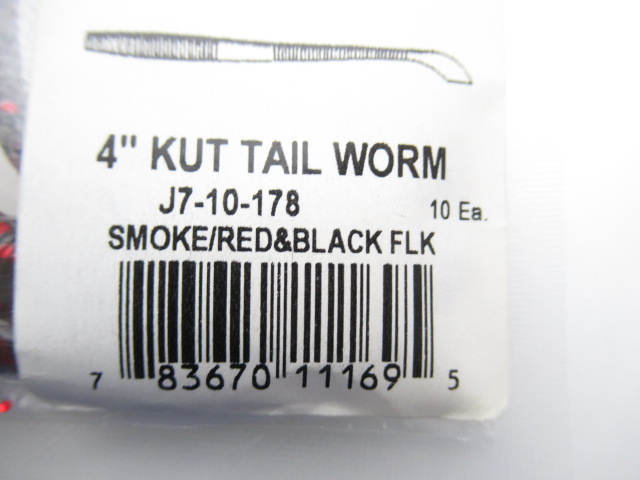 4" KUT TAIL WORM
J7-10-178 10 Ea.
SMOKE/RED&BLACK FLK
7 83670 11169 5